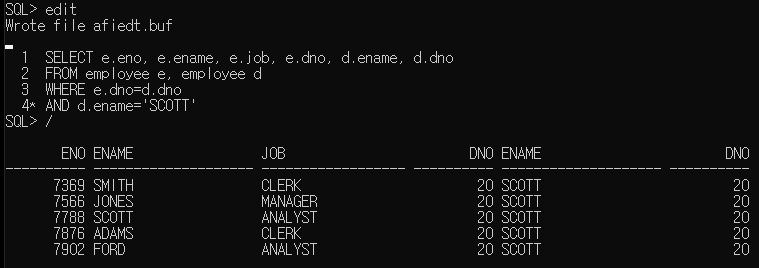 SQL> edit
Wrote file afiedt.buf
1 SELECT e.eno, e.ename, e.job, e.dno, d.ename, d.dno
2 FROM employee e, employee d
3 WHERE e.dno=d.dno
4* AND d.ename='SCOTT'
SQL> /
ENO ENAME JOB DNO ENAME DNO
---------- -------------------- ------------------ ---------- -------------------- ----------
7369 SMITH CLERK 20 SCOTT 20
7566 JONES MANAGER 20 SCOTT 20
7788 SCOTT ANALYST 20 SCOTT 20
7876 ADAMS CLERK 20 SCOTT 20
7902 FORD ANALYST 20 SCOTT 20